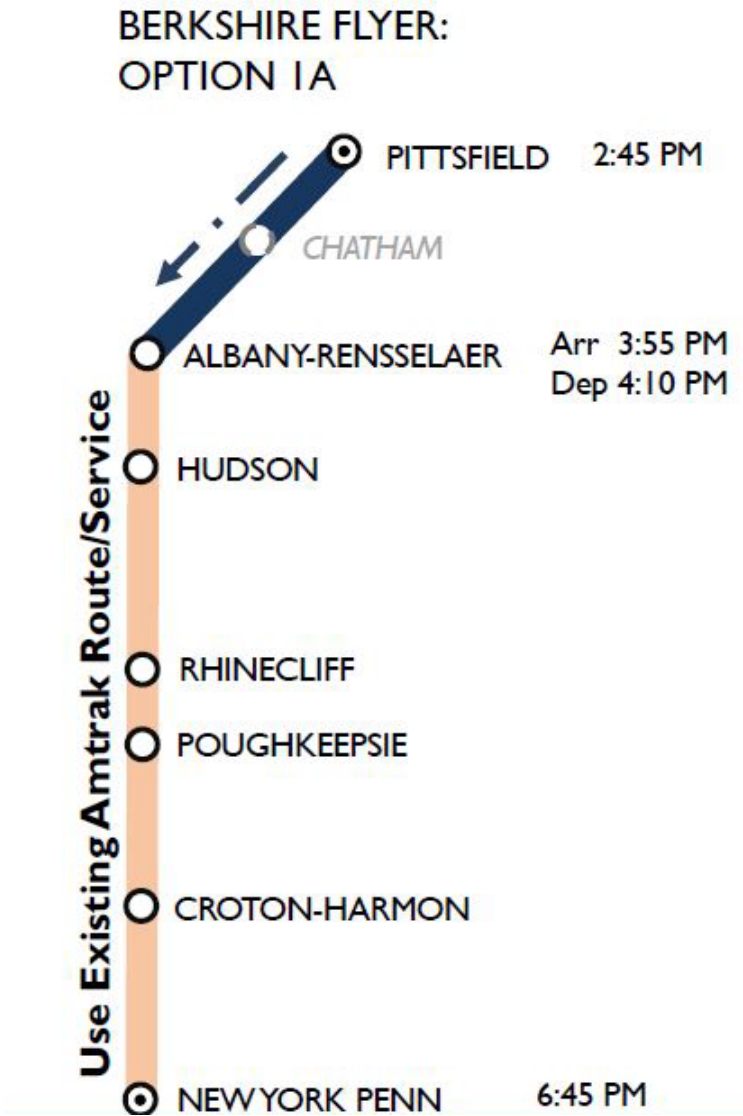 BERKSHIRE FLYER:
OPTION 1A
PITTSFIELD 2:45 PM
CHATHAM
ALBANY-RENSSELAER Arr 3:55 PM
Dep 4:10 PM
HUDSON
RHINECLIFF
POUGHKEEPSIE
CROTON-HARMON
NEW YORK PENN 6:45 PM
Use Existing Amtrak Route/Service